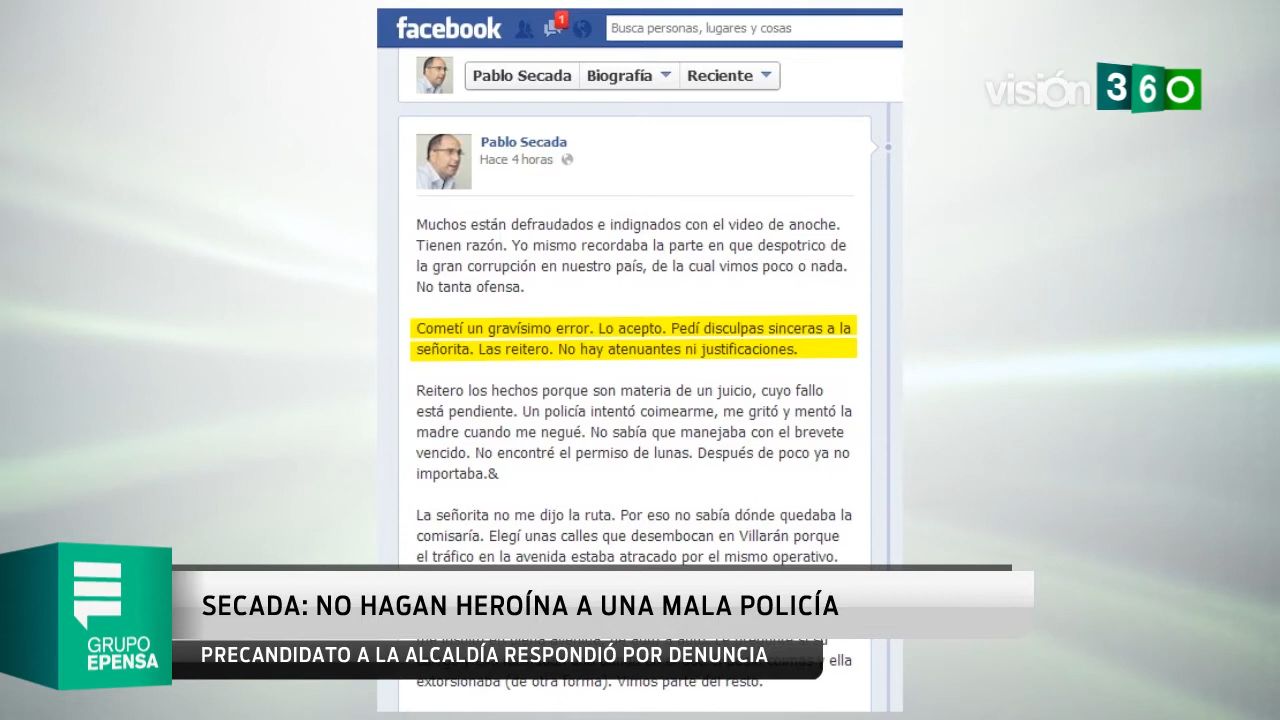 facebook
1
Busca personas, lugares y cosas
Pablo Secada
Biografía
Reciente
visión 360
Pablo Secada
Hace 4 horas
Muchos están defraudados e indignados con el video de anoche.
Tienen razón. Yo mismo recordaba la parte en que despotrico de
la gran corrupción en nuestro país, de la cual vimos poco o nada.
No tanta ofensa.
Cometí un gravísimo error. Lo acepto. Pedí disculpas sinceras a la
señorita. Las reitero. No hay atenuantes ni justificaciones.
Reitero los hechos porque son materia de un juicio, cuyo fallo
está pendiente. Un policía intentó coimearme, me gritó y mentó la
madre cuando me negué. No sabía que manejaba con el brevete
vencido. No encontré el permiso de lunas. Después de poco ya no
importaba.&
La señorita no me dijo la ruta. Por eso no sabía dónde quedaba la
comisaría. Elegí unas calles que desembocan en Villarán porque
el tráfico en la avenida estaba atracado por el mismo operativo.
SECADA: NO HAGAN HEROÍNA A UNA MALA POLICÍA
PRECANDIDATO A LA ALCALDÍA RESPONDIÓ POR DENUNCIA
y ella
extorsionaba (de otra forma). Vimos parte del resto.
GRUPO
EPENSA